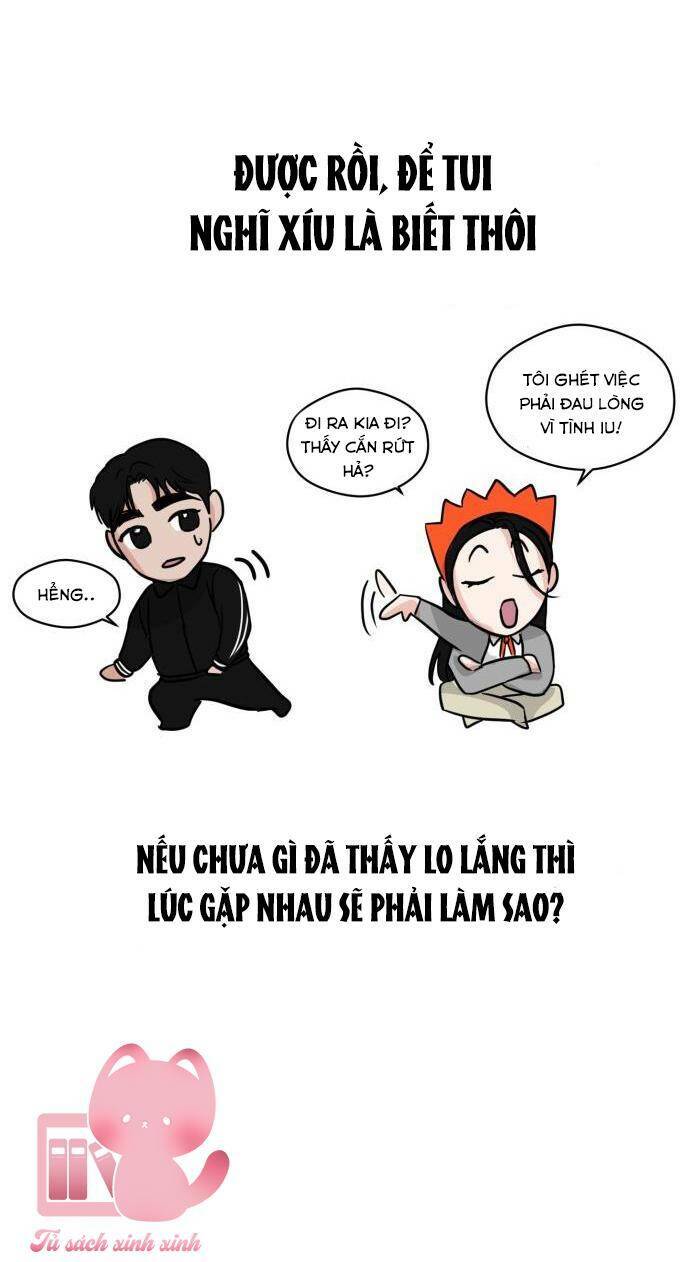 ĐƯỢC RỒI, ĐỂ TUI
NGHĨ XÍU LÀ BIẾT THÔI
TÔI GHÉT VIỆC
PHẢI ĐAU LÒNG
VÌ TÌNH IU!
ĐI RA KIA ĐI?
THẤY CẮN RỨT
HẢ?
HỂNG..
NẾU CHƯA GÌ ĐÃ THẤY LO LẮNG THÌ
LÚC GẶP NHAU SẼ PHẢI LÀM SAO?
Tủ sách xinh xinh